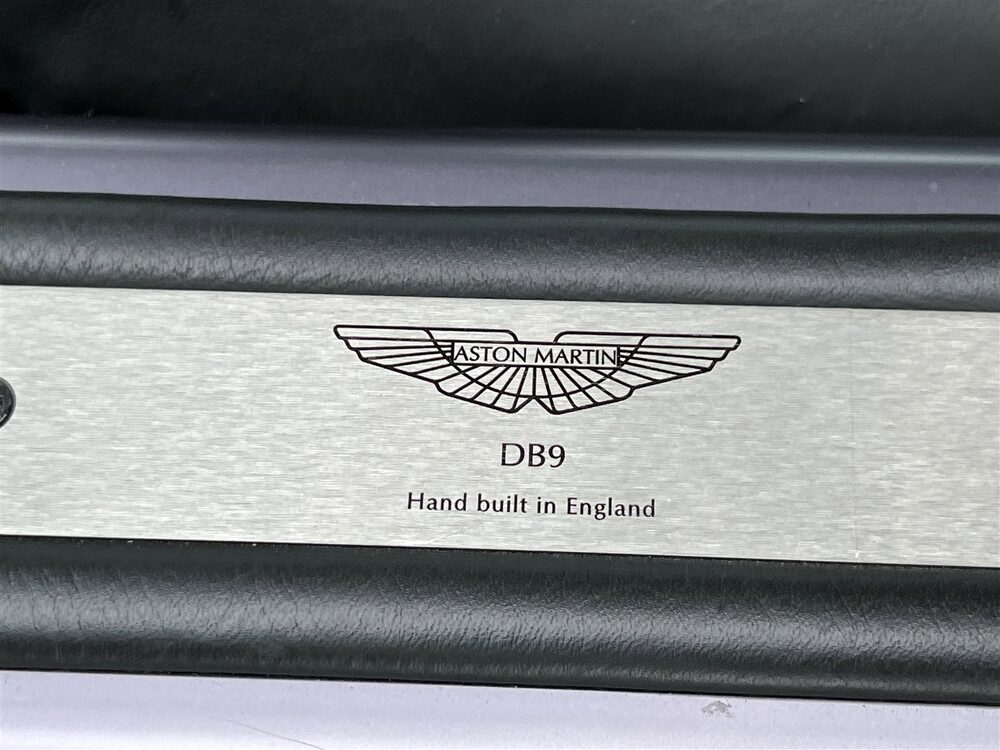 ASTON MARTIN
DB9
Hand built in England